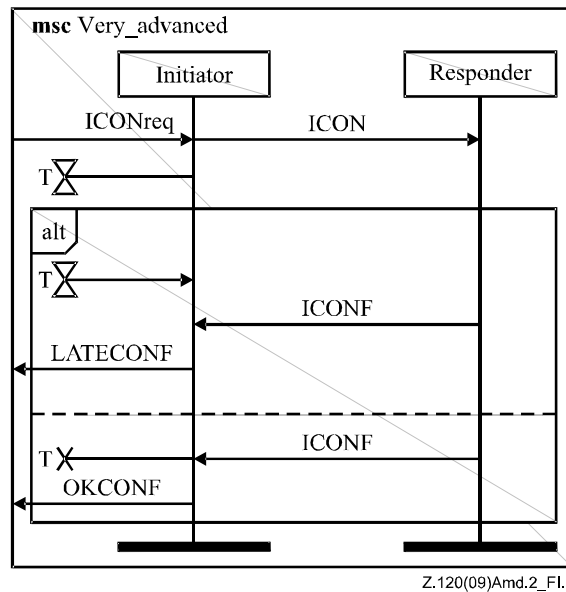 msc Very_advanced
Initiator
Responder
ICONreq
ICON
T
alt
T
ICONF
LATECONF
ICONF
T
OKCONF
Z.120(09)Amd.2_FI.